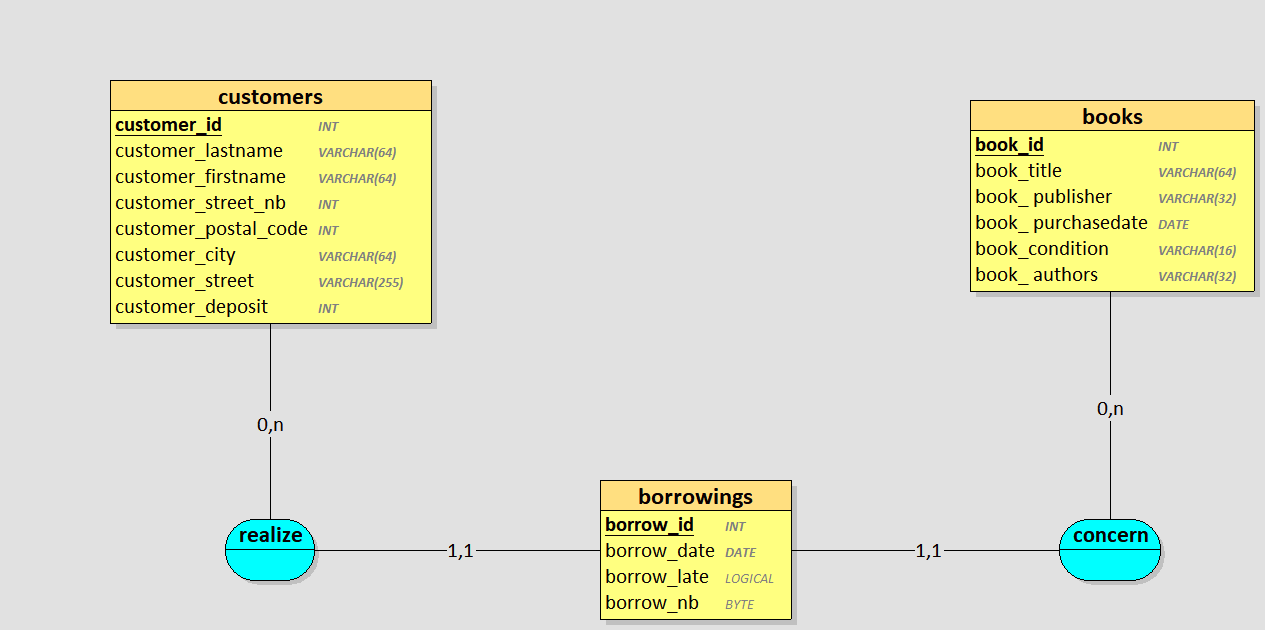 customers
customer_id INT
customer_lastname VARCHAR(64)
customer_firstname VARCHAR(64)
customer_street_nb INT
customer_postal_code INT
customer_city VARCHAR(64)
customer_street VARCHAR(255)
customer_deposit INT
books
book_id INT
book_title VARCHAR(64)
book_ publisher VARCHAR(32)
book_ purchasedate DATE
book_condition VARCHAR(16)
book_ authors VARCHAR(32)
0,n
0,n
realize
1,1
borrowings
borrow_id INT
borrow_date DATE
borrow_late LOGICAL
borrow_nb BYTE
1,1
concern